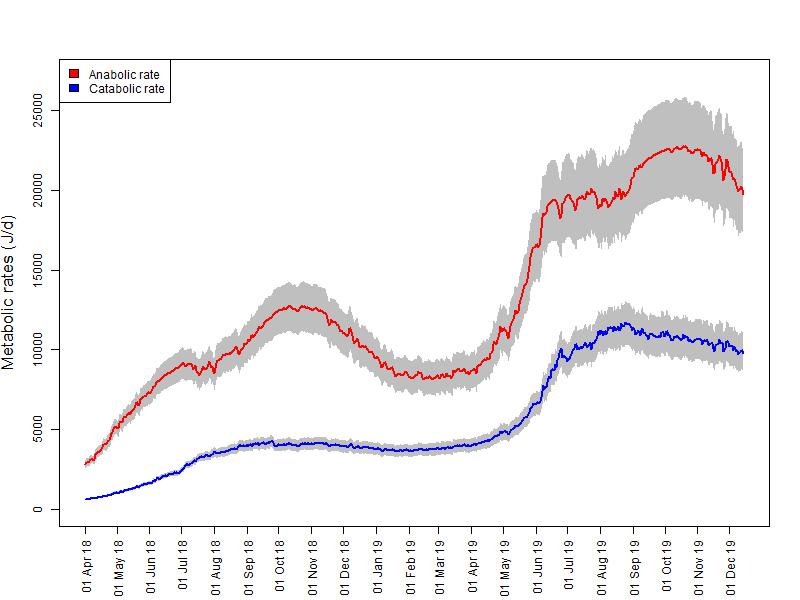 Anabolic rate
Catabolic rate
Metabolic rates (J/d)
25000
20000
15000
10000
5000
0
01 Apr 18
01 May 18
01 Jun 18
01 Jul 18
01 Aug 18
01 Sep 18
01 Oct 18
01 Nov 18
01 Dec 18
01 Jan 19
01 Feb 19
01 Mar 19
01 Apr 19
01 May 19
01 Jun 19
01 Jul 19
01 Aug 19
01 Sep 19
01 Oct 19
01 Nov 19
01 Dec 19